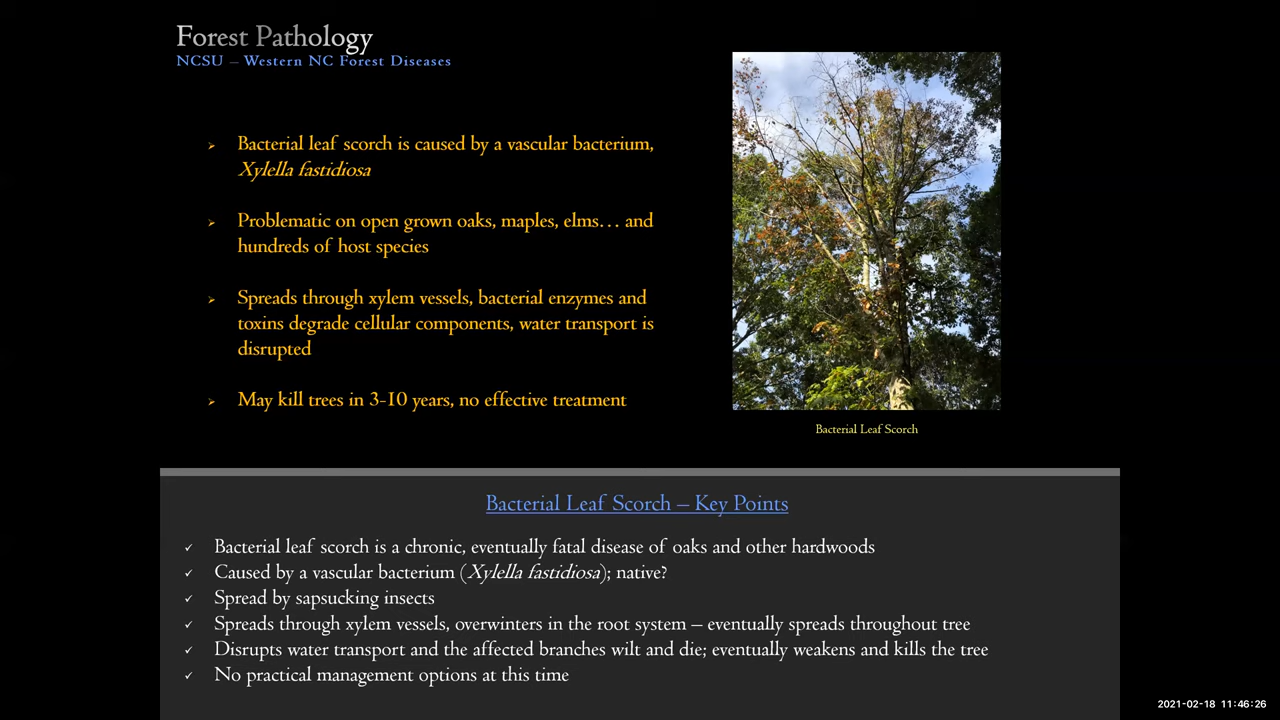 Forest Pathology
NCSU – Western NC Forest Diseases
Bacterial leaf scorch is caused by a vascular bacterium,
Xylella fastidiosa
Problematic on open grown oaks, maples, elms… and
hundreds of host species
Spreads through xylem vessels, bacterial enzymes and
toxins degrade cellular components, water transport is
disrupted
May kill trees in 3-10 years, no effective treatment
Bacterial Leaf Scorch
Bacterial Leaf Scorch – Key Points
Bacterial leaf scorch is a chronic, eventually fatal disease of oaks and other hardwoods
Caused by a vascular bacterium (Xylella fastidiosa); native?
Spread by sapsucking insects
Spreads through xylem vessels, overwinters in the root system – eventually spreads throughout tree
Disrupts water transport and the affected branches wilt and die; eventually weakens and kills the tree
No practical management options at this time
2021-02-18 11:46:26